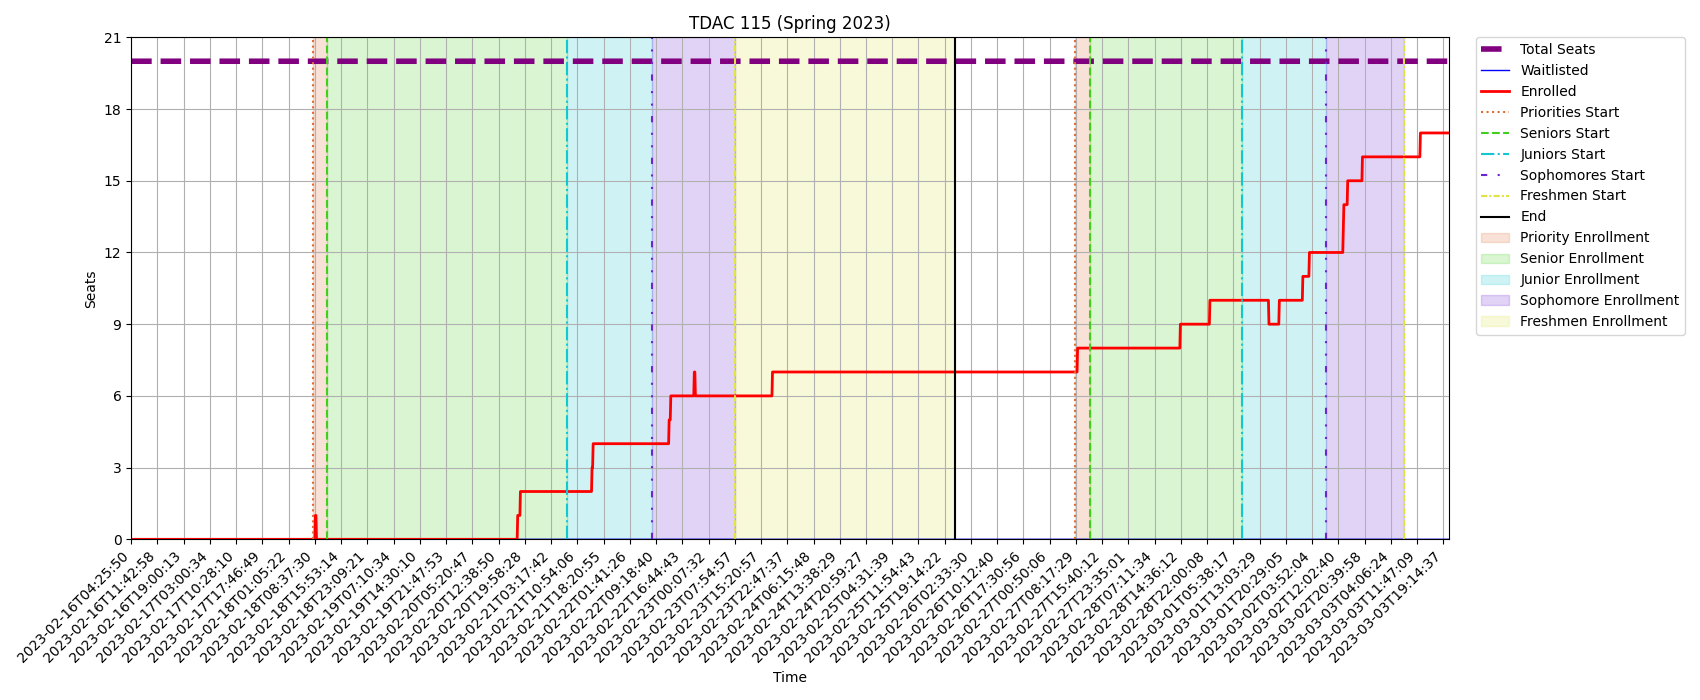 TDAC 115 (Spring 2023)
21
18
15
12
9
6
3
0
Seats
2023-02-16T04:25:50
2023-02-16T11:42:58
2023-02-16T19:00:13
2023-02-17T03:00:34
2023-02-17T10:28:10
2023-02-17T17:46:49
2023-02-18T01:05:22
2023-02-18T08:37:30
2023-02-18T15:53:14
2023-02-18T23:09:21
2023-02-19T07:10:34
2023-02-19T14:30:10
2023-02-19T21:47:53
2023-02-20T05:20:47
2023-02-20T12:38:50
2023-02-20T19:58:28
2023-02-21T03:17:42
2023-02-21T10:54:06
2023-02-21T18:20:55
2023-02-22T01:41:26
2023-02-22T09:18:40
2023-02-22T16:44:43
2023-02-23T00:07:32
2023-02-23T07:54:57
2023-02-23T15:20:57
2023-02-23T22:47:37
2023-02-24T06:15:48
2023-02-24T13:38:29
2023-02-24T20:59:27
2023-02-25T04:31:39
2023-02-25T11:54:43
2023-02-25T19:14:22
2023-02-26T02:33:30
2023-02-26T10:12:40
2023-02-26T17:30:56
2023-02-27T00:50:06
2023-02-27T08:17:29
2023-02-27T15:40:12
2023-02-27T23:35:01
2023-02-28T07:11:34
2023-02-28T14:36:12
2023-02-28T22:00:08
2023-03-01T05:38:17
2023-03-01T13:03:29
2023-03-01T20:29:05
2023-03-02T03:52:04
2023-03-02T12:02:40
2023-03-02T20:39:58
2023-03-03T04:06:24
2023-03-03T11:47:09
2023-03-03T19:14:37
Time
Total Seats
Waitlisted
Enrolled
Priorities Start
Seniors Start
Juniors Start
Sophomores Start
Freshmen Start
End
Priority Enrollment
Senior Enrollment
Junior Enrollment
Sophomore Enrollment
Freshmen Enrollment